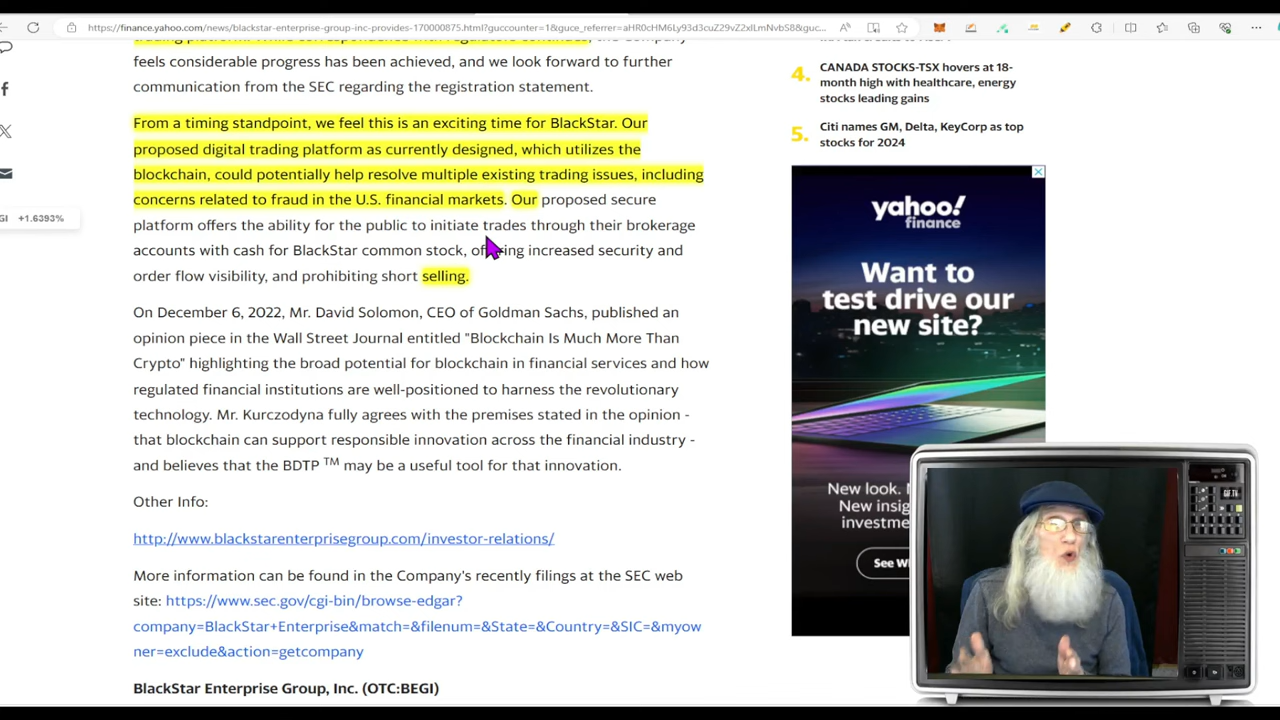 https://finance.yahoo.com/news/blackstar-enterprise-group-inc-provides-170000875.html?guccounter=1&guce_referrer=aHR0cHM6Ly93d3cuZ29vZ2xlLmNvbS8&guc...
feels considerable progress has been achieved, and we look forward to further
communication from the SEC regarding the registration statement.
From a timing standpoint, we feel this is an exciting time for BlackStar. Our
proposed digital trading platform as currently designed, which utilizes the
blockchain, could potentially help resolve multiple existing trading issues, including
concerns related to fraud in the U.S. financial markets. Our proposed secure
platform offers the ability for the public to initiate trades through their brokerage
accounts with cash for BlackStar common stock, offering increased security and
order flow visibility, and prohibiting short selling.
On December 6, 2022, Mr. David Solomon, CEO of Goldman Sachs, published an
opinion piece in the Wall Street Journal entitled "Blockchain Is Much More Than
Crypto" highlighting the broad potential for blockchain in financial services and how
regulated financial institutions are well-positioned to harness the revolutionary
technology. Mr. Kurczodyna fully agrees with the premises stated in the opinion -
that blockchain can support responsible innovation across the financial industry -
and believes that the BDTP TM may be a useful tool for that innovation.
Other Info:
http://www.blackstarenterprisegroup.com/investor-relations/
More information can be found in the Company's recently filings at the SEC web
site: https://www.sec.gov/cgi-bin/browse-edgar?
company=BlackStar+Enterprise&match=&filenum=&State=&Country=&SIC=&myow
ner=exclude&action=getcompany
BlackStar Enterprise Group, Inc. (OTC:BEGI)
GI +1.6393%
4. CANADA STOCKS-TSX hovers at 18-
month high with healthcare, energy
stocks leading gains
5. Citi names GM, Delta, KeyCorp as top
stocks for 2024
yahoo!
finance
Want to
test drive our
new site?
New look.
New insig
investme
See W